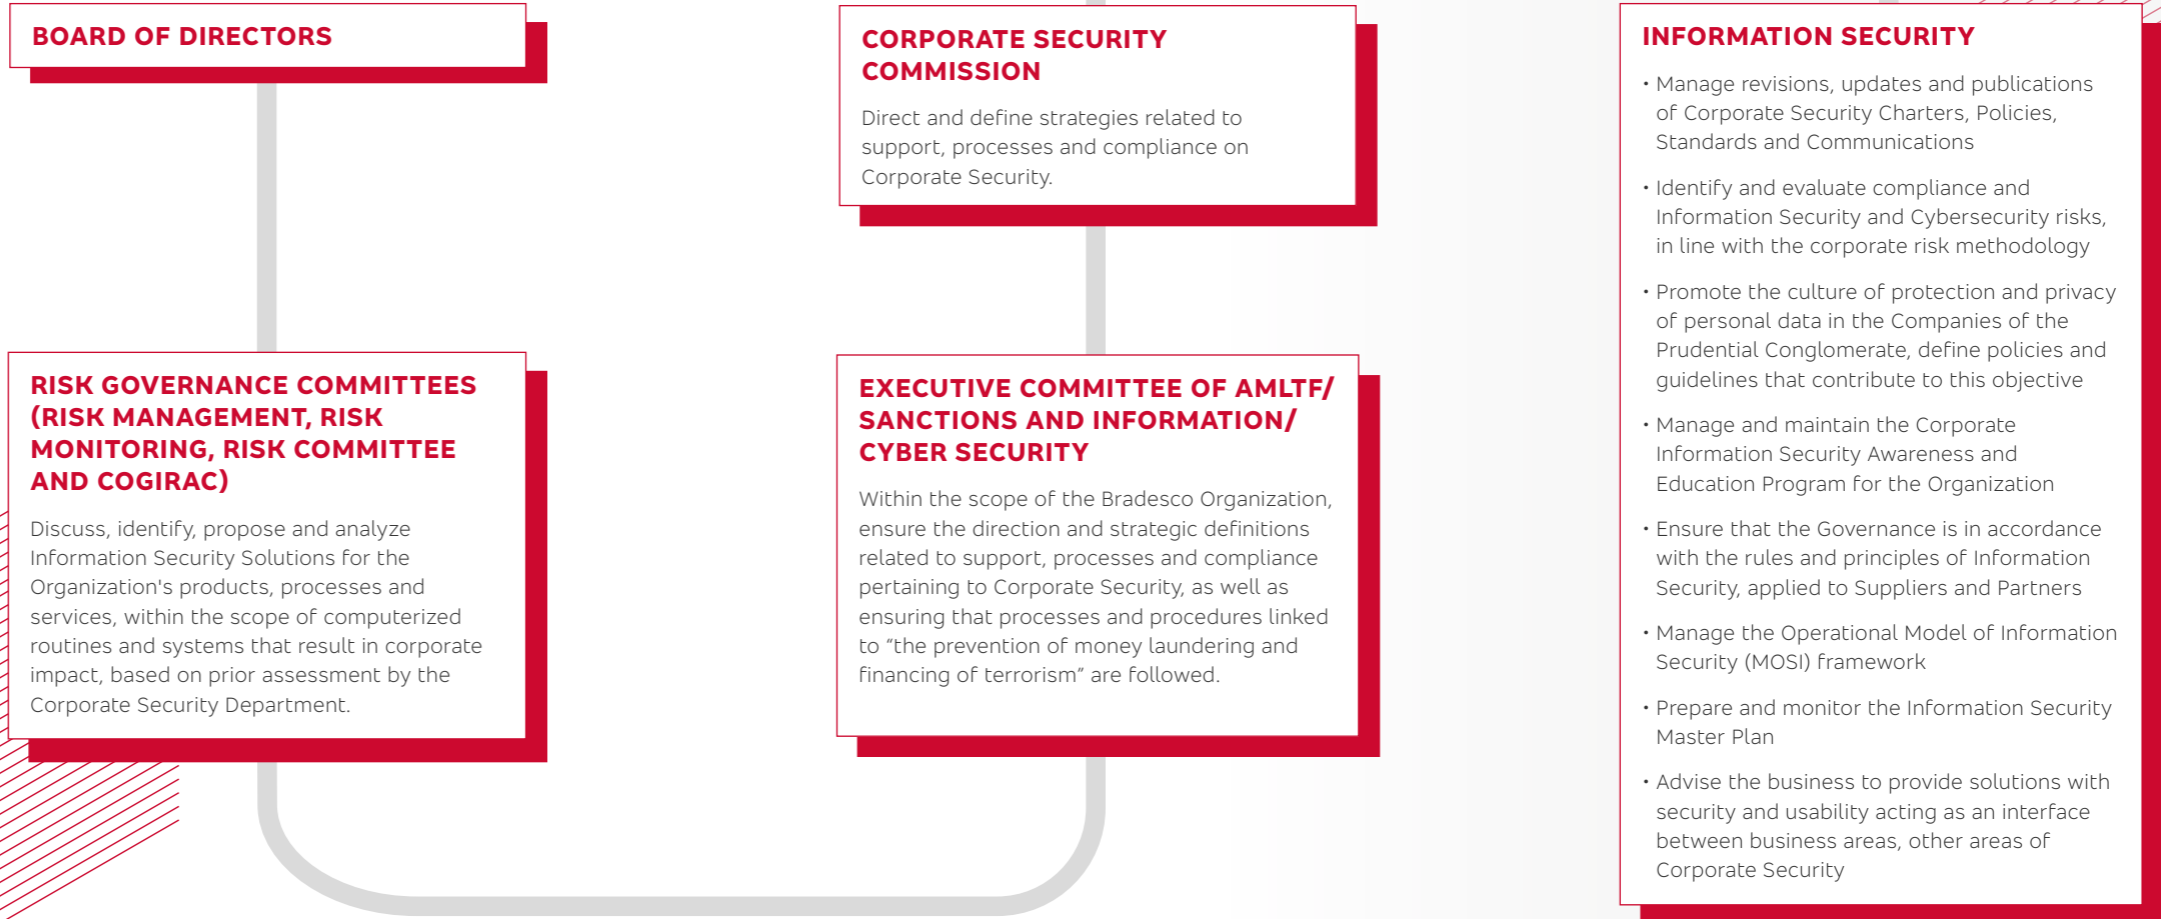 BOARD OF DIRECTORS
RISK GOVERNANCE COMMITTEES
(RISK MANAGEMENT, RISK
MONITORING, RISK COMMITTEE
AND COGIRAC)
Discuss, identify, propose and analyze
Information Security Solutions for the
Organization's products, processes and
services, within the scope of computerized
routines and systems that result in corporate
impact, based on prior assessment by the
Corporate Security Department.
CORPORATE SECURITY
COMMISSION
Direct and define strategies related to
support, processes and compliance on
Corporate Security.
EXECUTIVE COMMITTEE OF AMLTF/
SANCTIONS AND INFORMATION/
CYBER SECURITY
Within the scope of the Bradesco Organization,
ensure the direction and strategic definitions
related to support, processes and compliance
pertaining to Corporate Security, as well as
ensuring that processes and procedures linked
to “the prevention of money laundering and
financing of terrorism” are followed.
INFORMATION SECURITY
• Manage revisions, updates and publications
of Corporate Security Charters, Policies,
Standards and Communications
• Identify and evaluate compliance and
Information Security and Cybersecurity risks,
in line with the corporate risk methodology
• Promote the culture of protection and privacy
of personal data in the Companies of the
Prudential Conglomerate, define policies and
guidelines that contribute to this objective
• Manage and maintain the Corporate
Information Security Awareness and
Education Program for the Organization
• Ensure that the Governance is in accordance
with the rules and principles of Information
Security, applied to Suppliers and Partners
• Manage the Operational Model of Information
Security (MOSI) framework
• Prepare and monitor the Information Security
Master Plan
• Advise the business to provide solutions with
security and usability acting as an interface
between business areas, other areas of
Corporate Security